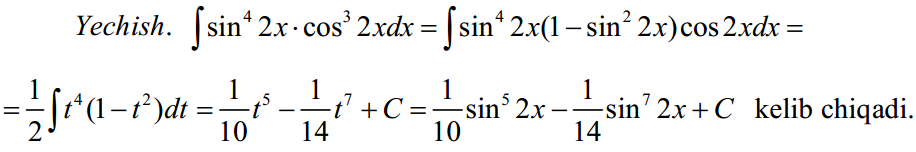 Yechish. ∫sin⁴ 2x · cos³ 2xdx = ∫sin⁴ 2x(1 − sin² 2x) cos 2xdx =
= 1/2 ∫t⁴(1 − t²)dt = 1/10 t⁵ − 1/14 t⁷ + C = 1/10 sin⁵ 2x − 1/14 sin⁷ 2x + C kelib chiqadi.